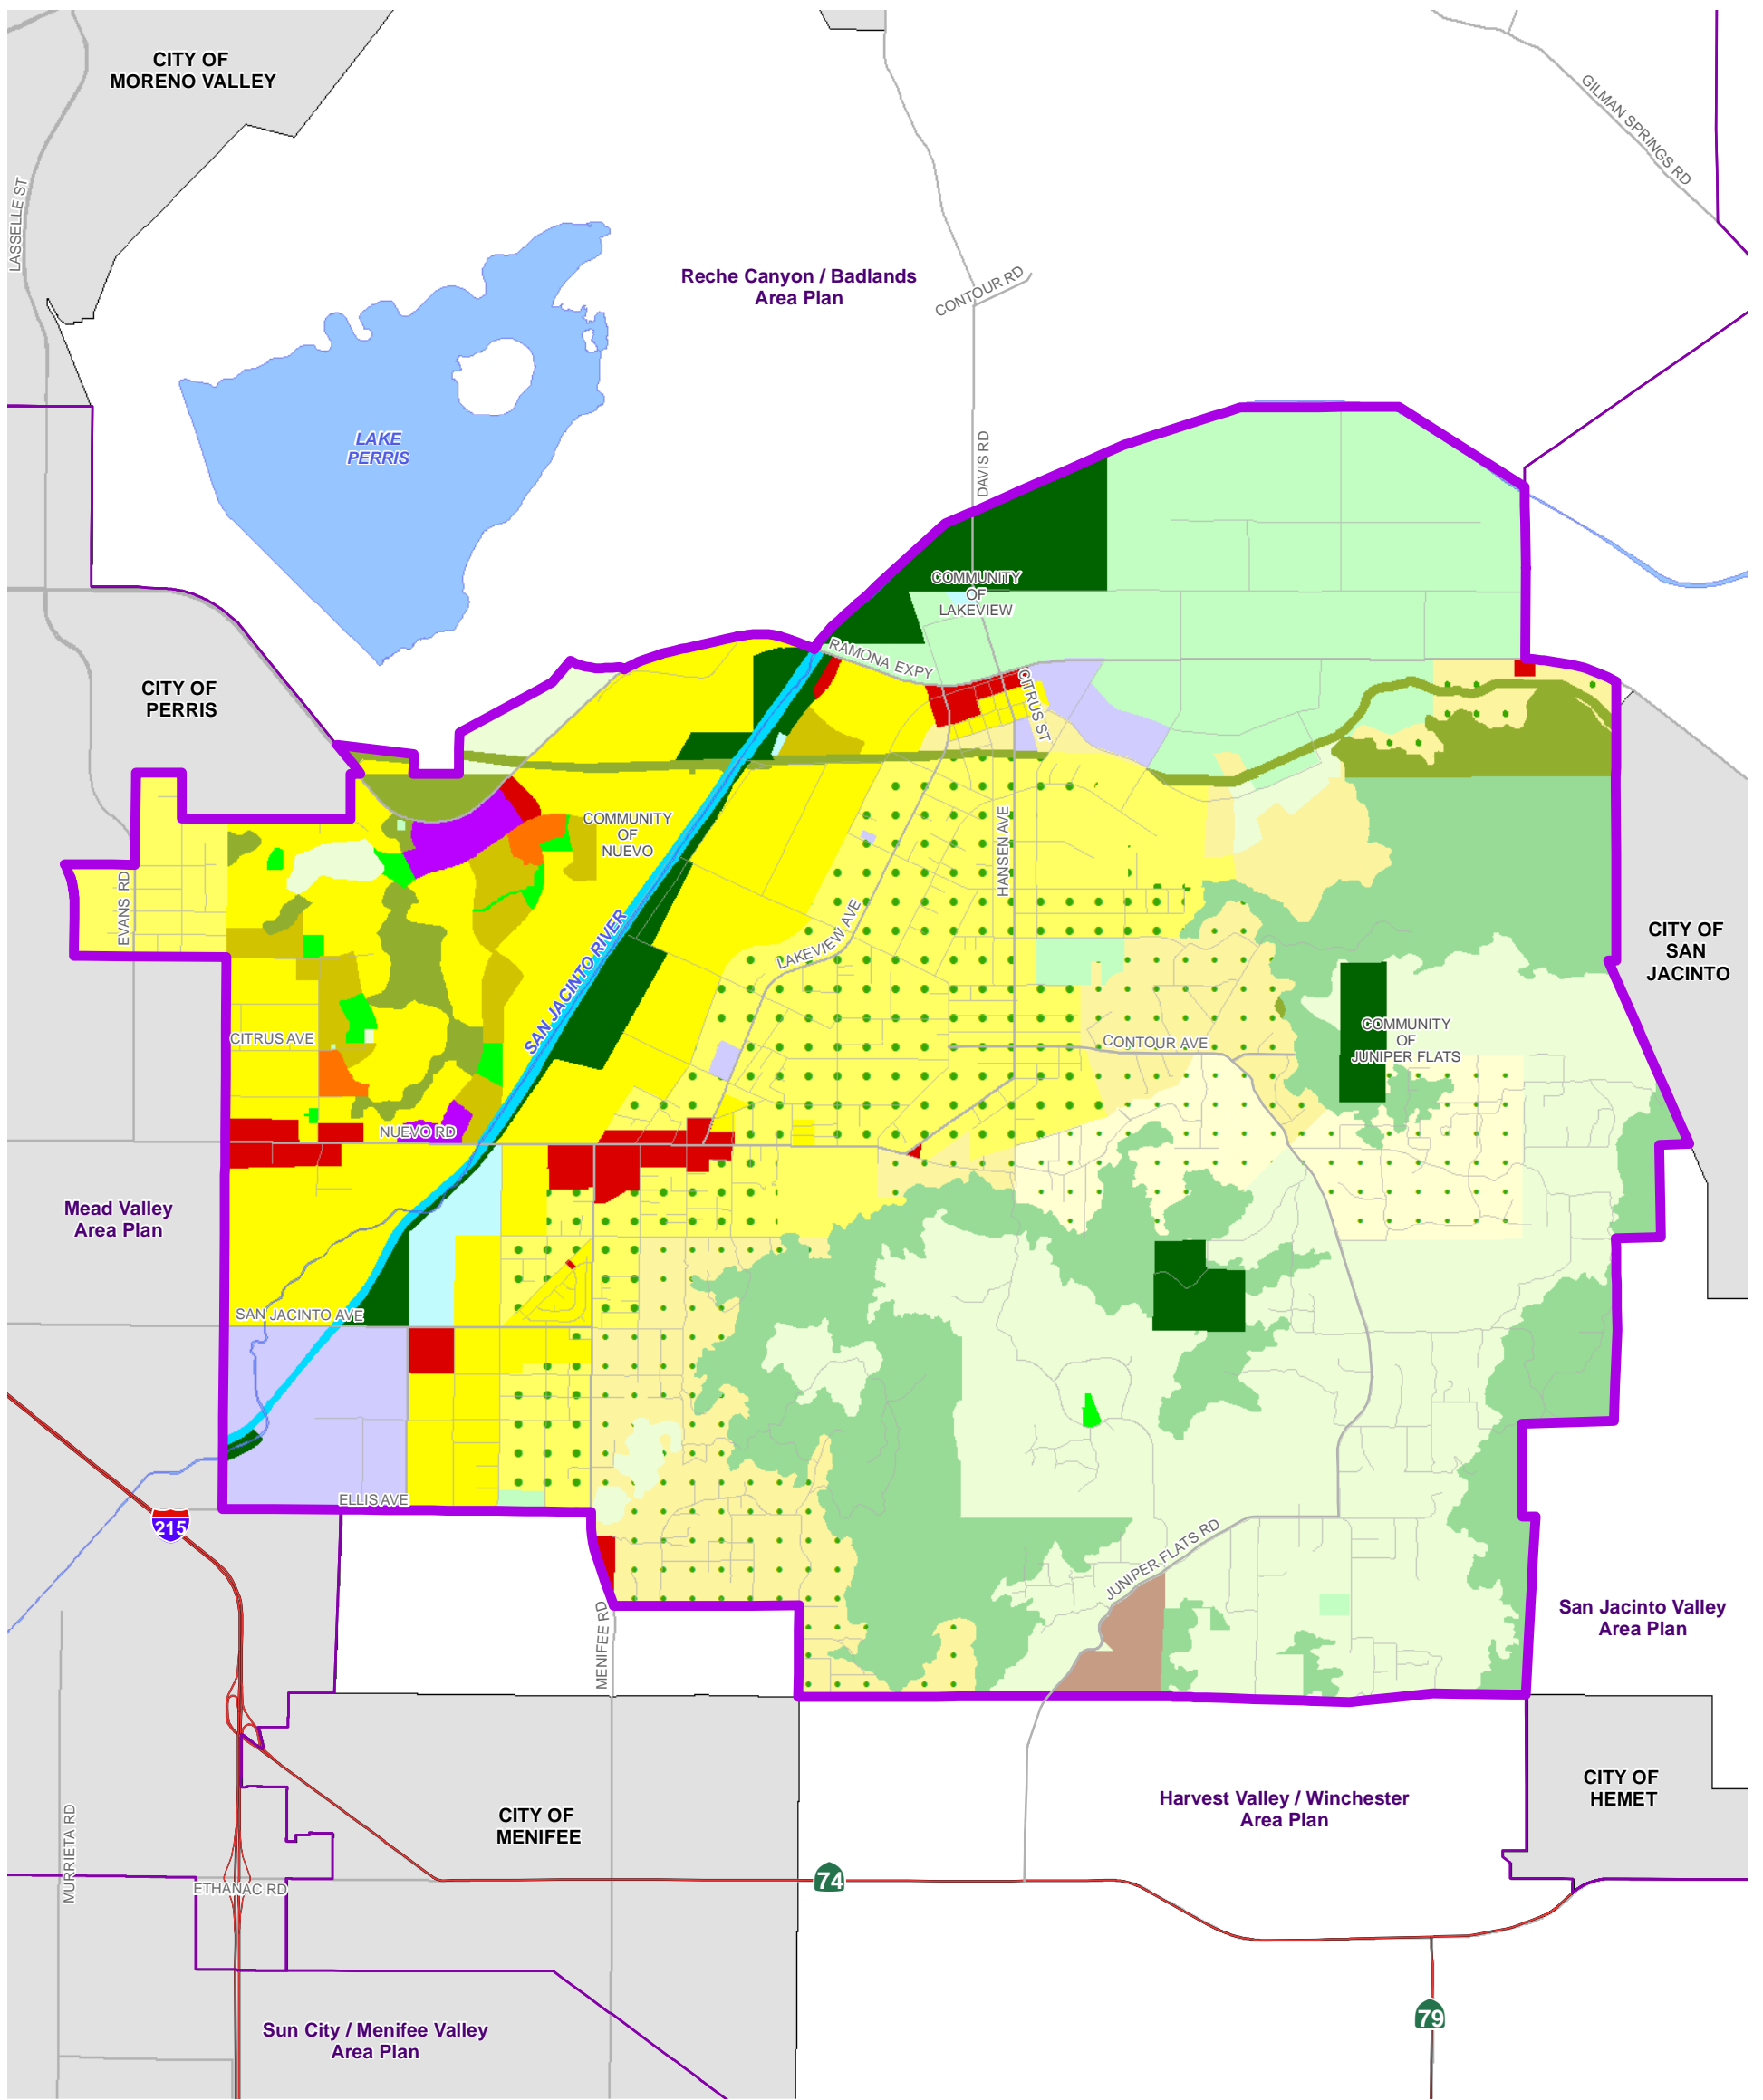 CITY OF
MORENO VALLEY
GILMAN SPRINGS RD
LASSELLE ST
Reche Canyon / Badlands
Area Plan
CONTOUR RD
LAKE
PERRIS
DAVIS RD
COMMUNITY
OF
LAKEVIEW
RAMONA EXPY
CITY OF
PERRIS
CITRUS ST
COMMUNITY
OF
NUEVO
HANSEN AVE
EVANS RD
LAKEVIEW AVE
SAN JACINTO RIVER
CITY OF
SAN
JACINTO
CITRUS AVE
CONTOUR AVE
COMMUNITY
OF
JUNIPER FLATS
NUEVO RD
Mead Valley
Area Plan
SAN JACINTO AVE
ELLIS AVE
215
JUNIPER FLATS RD
MENIFEE RD
San Jacinto Valley
Area Plan
CITY OF
HEMET
Harvest Valley / Winchester
Area Plan
CITY OF
MENIFEE
MURRIETA RD
ETHANAC RD
74
79
Sun City / Menifee Valley
Area Plan